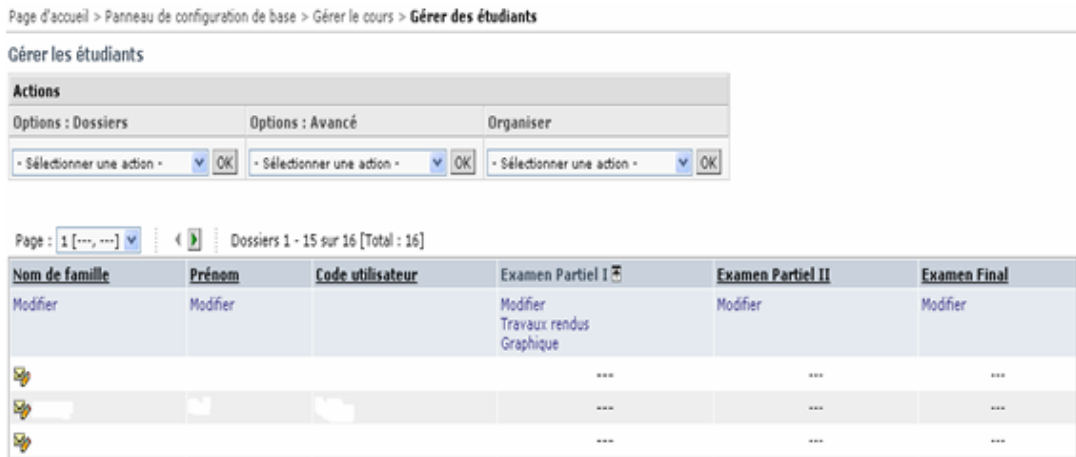 Page d'accueil > Panneau de configuration de base > Gérer le cours > Gérer des étudiants
Gérer les étudiants
Actions
Options : Dossiers Options : Avancé Organiser
- Sélectionner une action - OK - Sélectionner une action - OK - Sélectionner une action - OK
Page : 1 [---, ---] Dossiers 1 - 15 sur 16 [Total : 16]
Nom de famille Prénom Code utilisateur Examen Partiel I Examen Partiel II Examen Final
Modifier Modifier Modifier Modifier Modifier
Travaux rendus
Graphique
--- --- ---
--- --- ---
--- --- ---